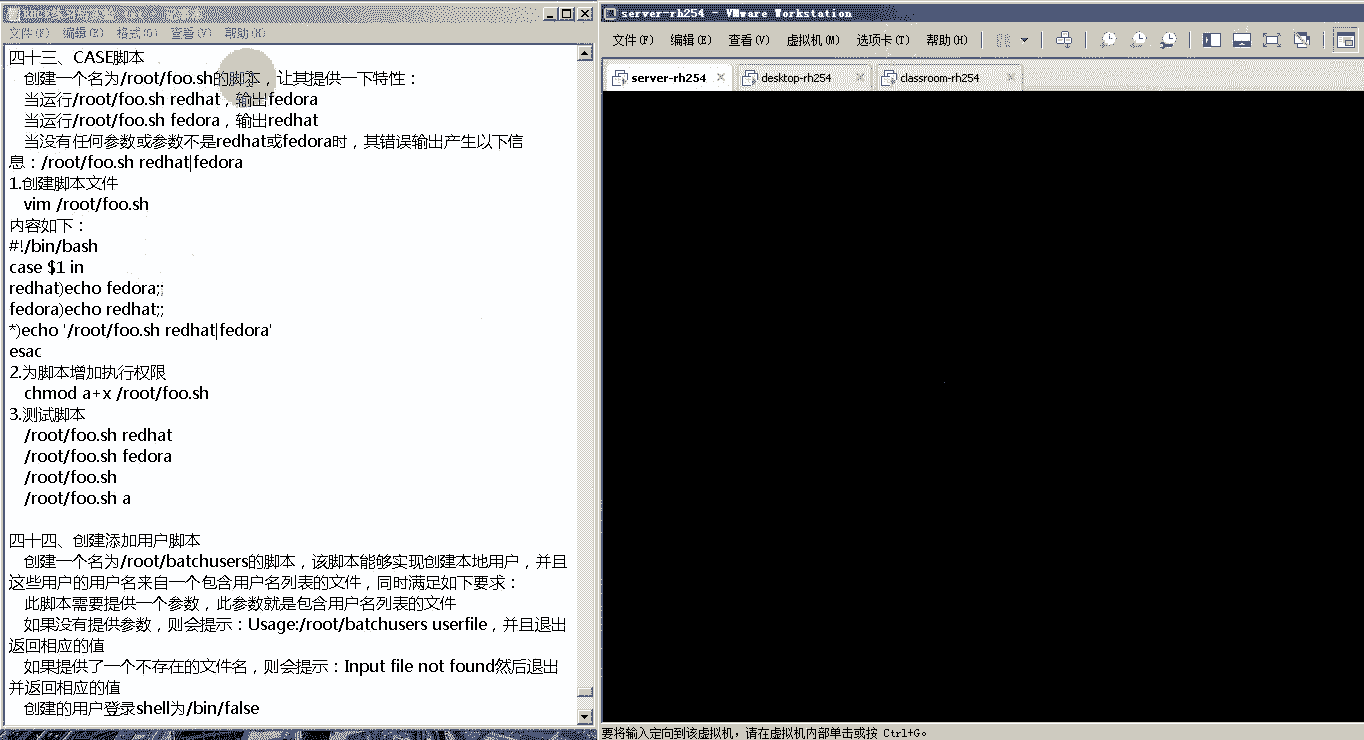 文件(F) 编辑(E) 格式(O) 查看(V) 帮助(H)
四十三、CASE脚本
创建一个名为/root/foo.sh的脚本，让其提供一下特性：
当运行/root/foo.sh redhat，输出fedora
当运行/root/foo.sh fedora，输出redhat
当没有任何参数或参数不是redhat或fedora时，其错误输出产生以下信
息：/root/foo.sh redhat|fedora
1.创建脚本文件
vim /root/foo.sh
内容如下：
#!/bin/bash
case $1 in
redhat)echo fedora;;
fedora)echo redhat;;
*)echo '/root/foo.sh redhat|fedora'
esac
2.为脚本增加执行权限
chmod a+x /root/foo.sh
3.测试脚本
/root/foo.sh redhat
/root/foo.sh fedora
/root/foo.sh
/root/foo.sh a
四十四、创建添加用户脚本
创建一个名为/root/batchusers的脚本，该脚本能够实现创建本地用户，并且
这些用户的用户名来自一个包含用户名列表的文件，同时满足如下要求：
此脚本需要提供一个参数，此参数就是包含用户名列表的文件
如果没有提供参数，则会提示：Usage:/root/batchusers userfile，并且退出
返回相应的值
如果提供了一个不存在的文件名，则会提示：Input file not found然后退出
并返回相应的值
创建的用户登录shell为/bin/false
server-rh254 - VMware Workstation
文件(F) 编辑(E) 查看(V) 虚拟机(M) 选项卡(T) 帮助(H)
server-rh254 desktop-rh254 classroom-rh254
要将输入定向到该虚拟机，请在虚拟机内部单击或按 Ctrl+G。